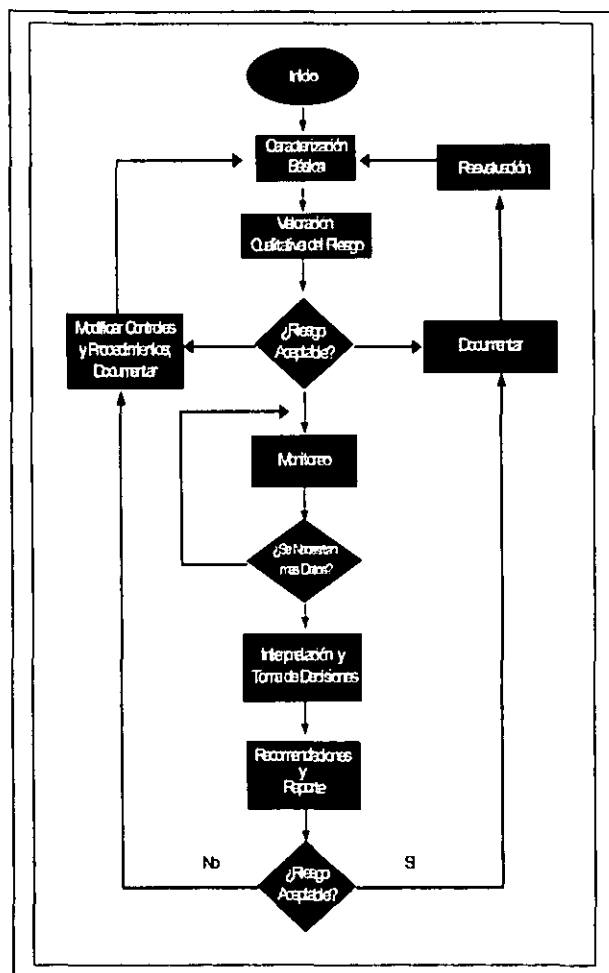 Inicio
Caracterización
Básica
Reevaluación
Valoración
Cualitativa del Riesgo
¿Riesgo
Aceptable?
Modificar Controles
y Procedimientos,
Documentar
Documentar
Monitoreo
¿Se Necesitan
mas Datos?
Interpretación y
Toma de Decisiones
Recomendaciones
y
Reporte
No
¿Riesgo
Aceptable?
SI